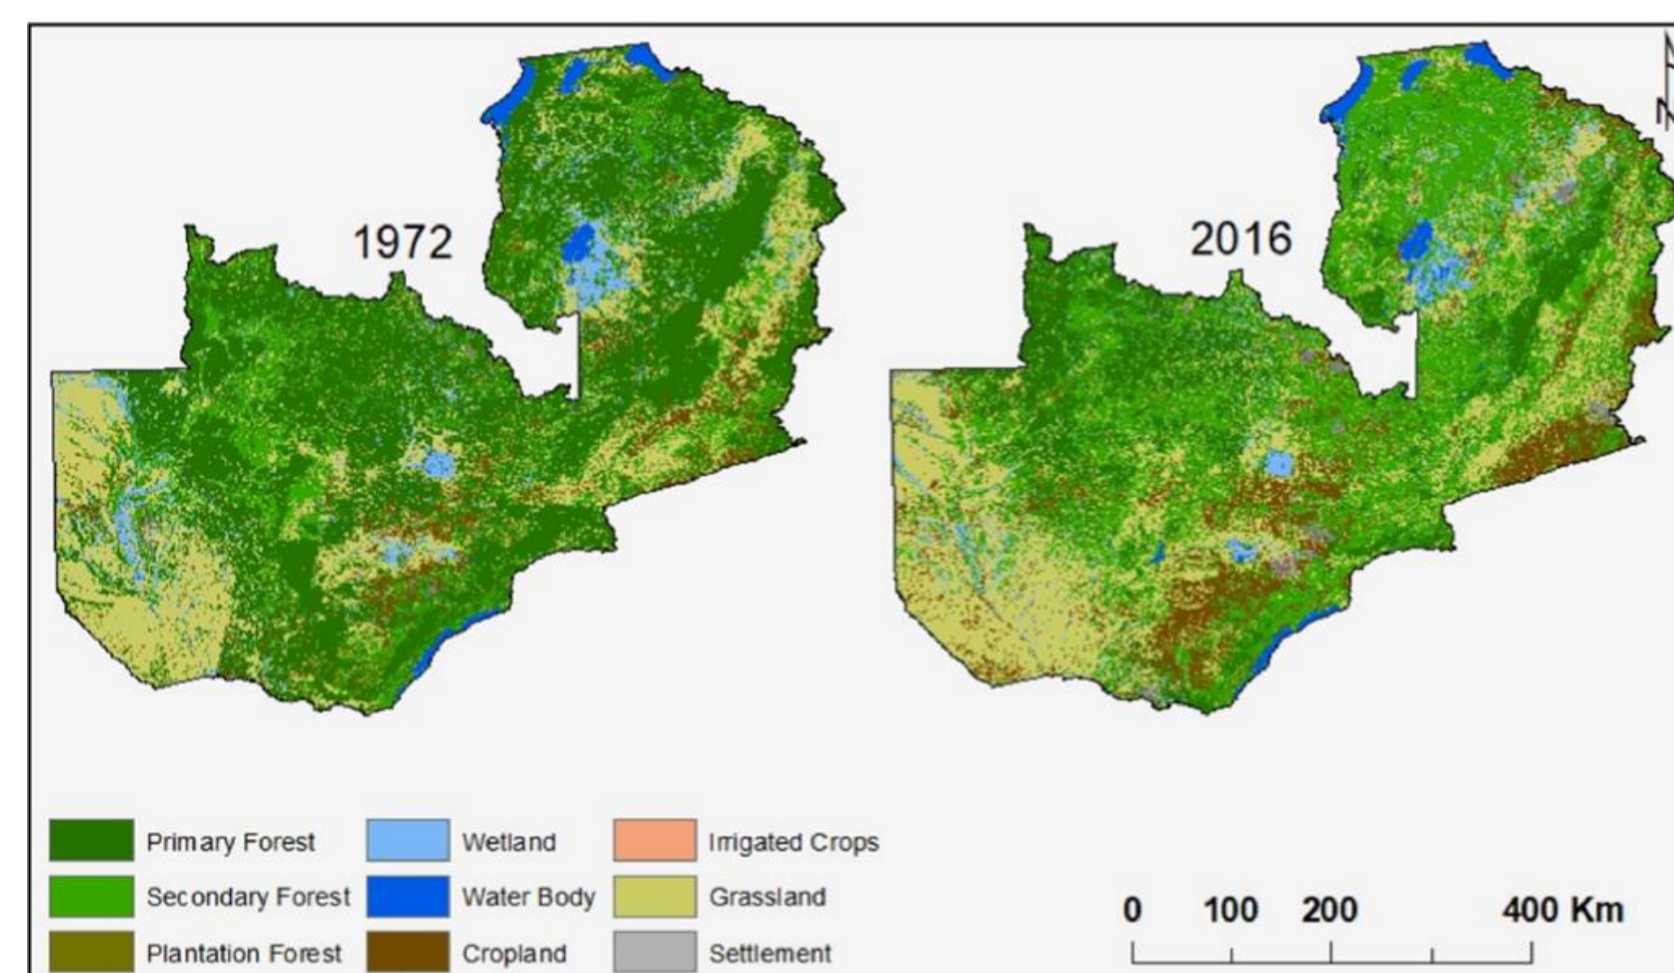 N
1972
2016
Primary Forest
Wetland
Irrigated Crops
Secondary Forest
Water Body
Grassland
Plantation Forest
Cropland
Settlement
0 100 200 400 Km